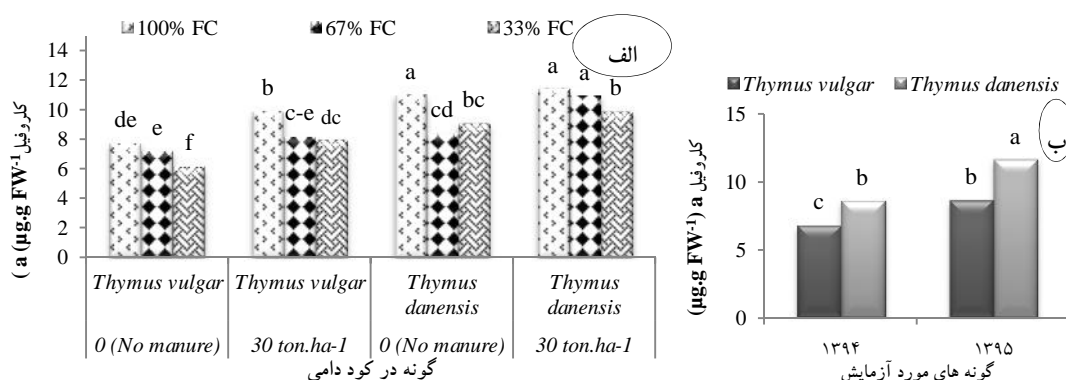 100% FC 67% FC 33% FC
الف
کلروفیل a (µg.g FW-1)
14
12
10
8
6
4
2
0
de e f b c-e dc a cd bc a a b
Thymus vulgar Thymus vulgar Thymus danensis Thymus danensis
0 (No manure) 30 ton.ha-1 0 (No manure) 30 ton.ha-1
گونه در کود دامی
Thymus vulgar Thymus danensis
ب
کلروفیل a (µg.g FW-1)
15
10
5
0
c b b a
۱۳۹۴ ۱۳۹۵
گونه های مورد آزمایش